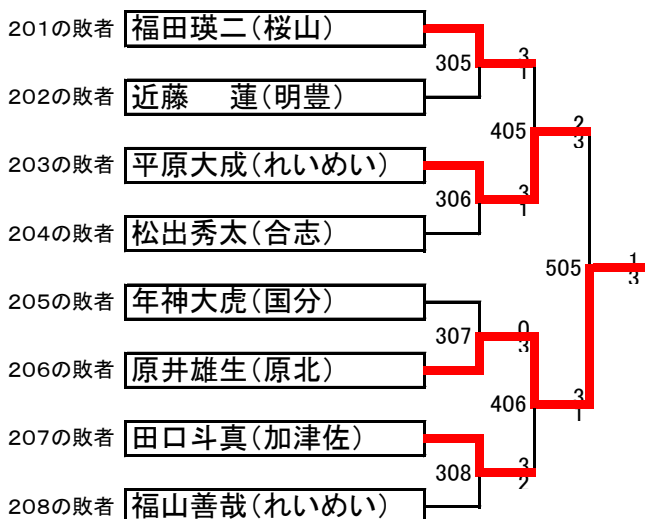 201の敗者 福田瑛二（桜山）
305 3
1
202の敗者 近藤　蓮（明豊）
405 2
3
203の敗者 平原大成（れいめい）
306 3
1
204の敗者 松出秀太（合志）
505 1
3
205の敗者 年神大虎（国分）
307 0
3
206の敗者 原井雄生（原北）
406 3
1
207の敗者 田口斗真（加津佐）
308 3
2
208の敗者 福山善哉（れいめい）